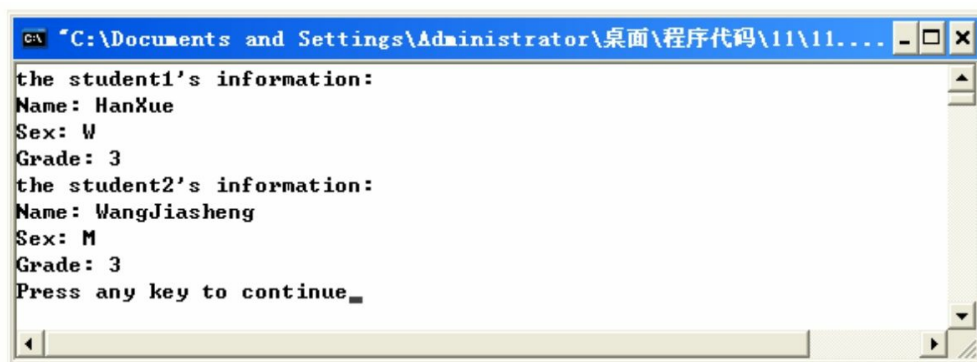 "C:\Documents and Settings\Administrator\桌面\程序代码\11\11....
the student1's information:
Name: HanXue
Sex: W
Grade: 3
the student2's information:
Name: WangJiasheng
Sex: M
Grade: 3
Press any key to continue_